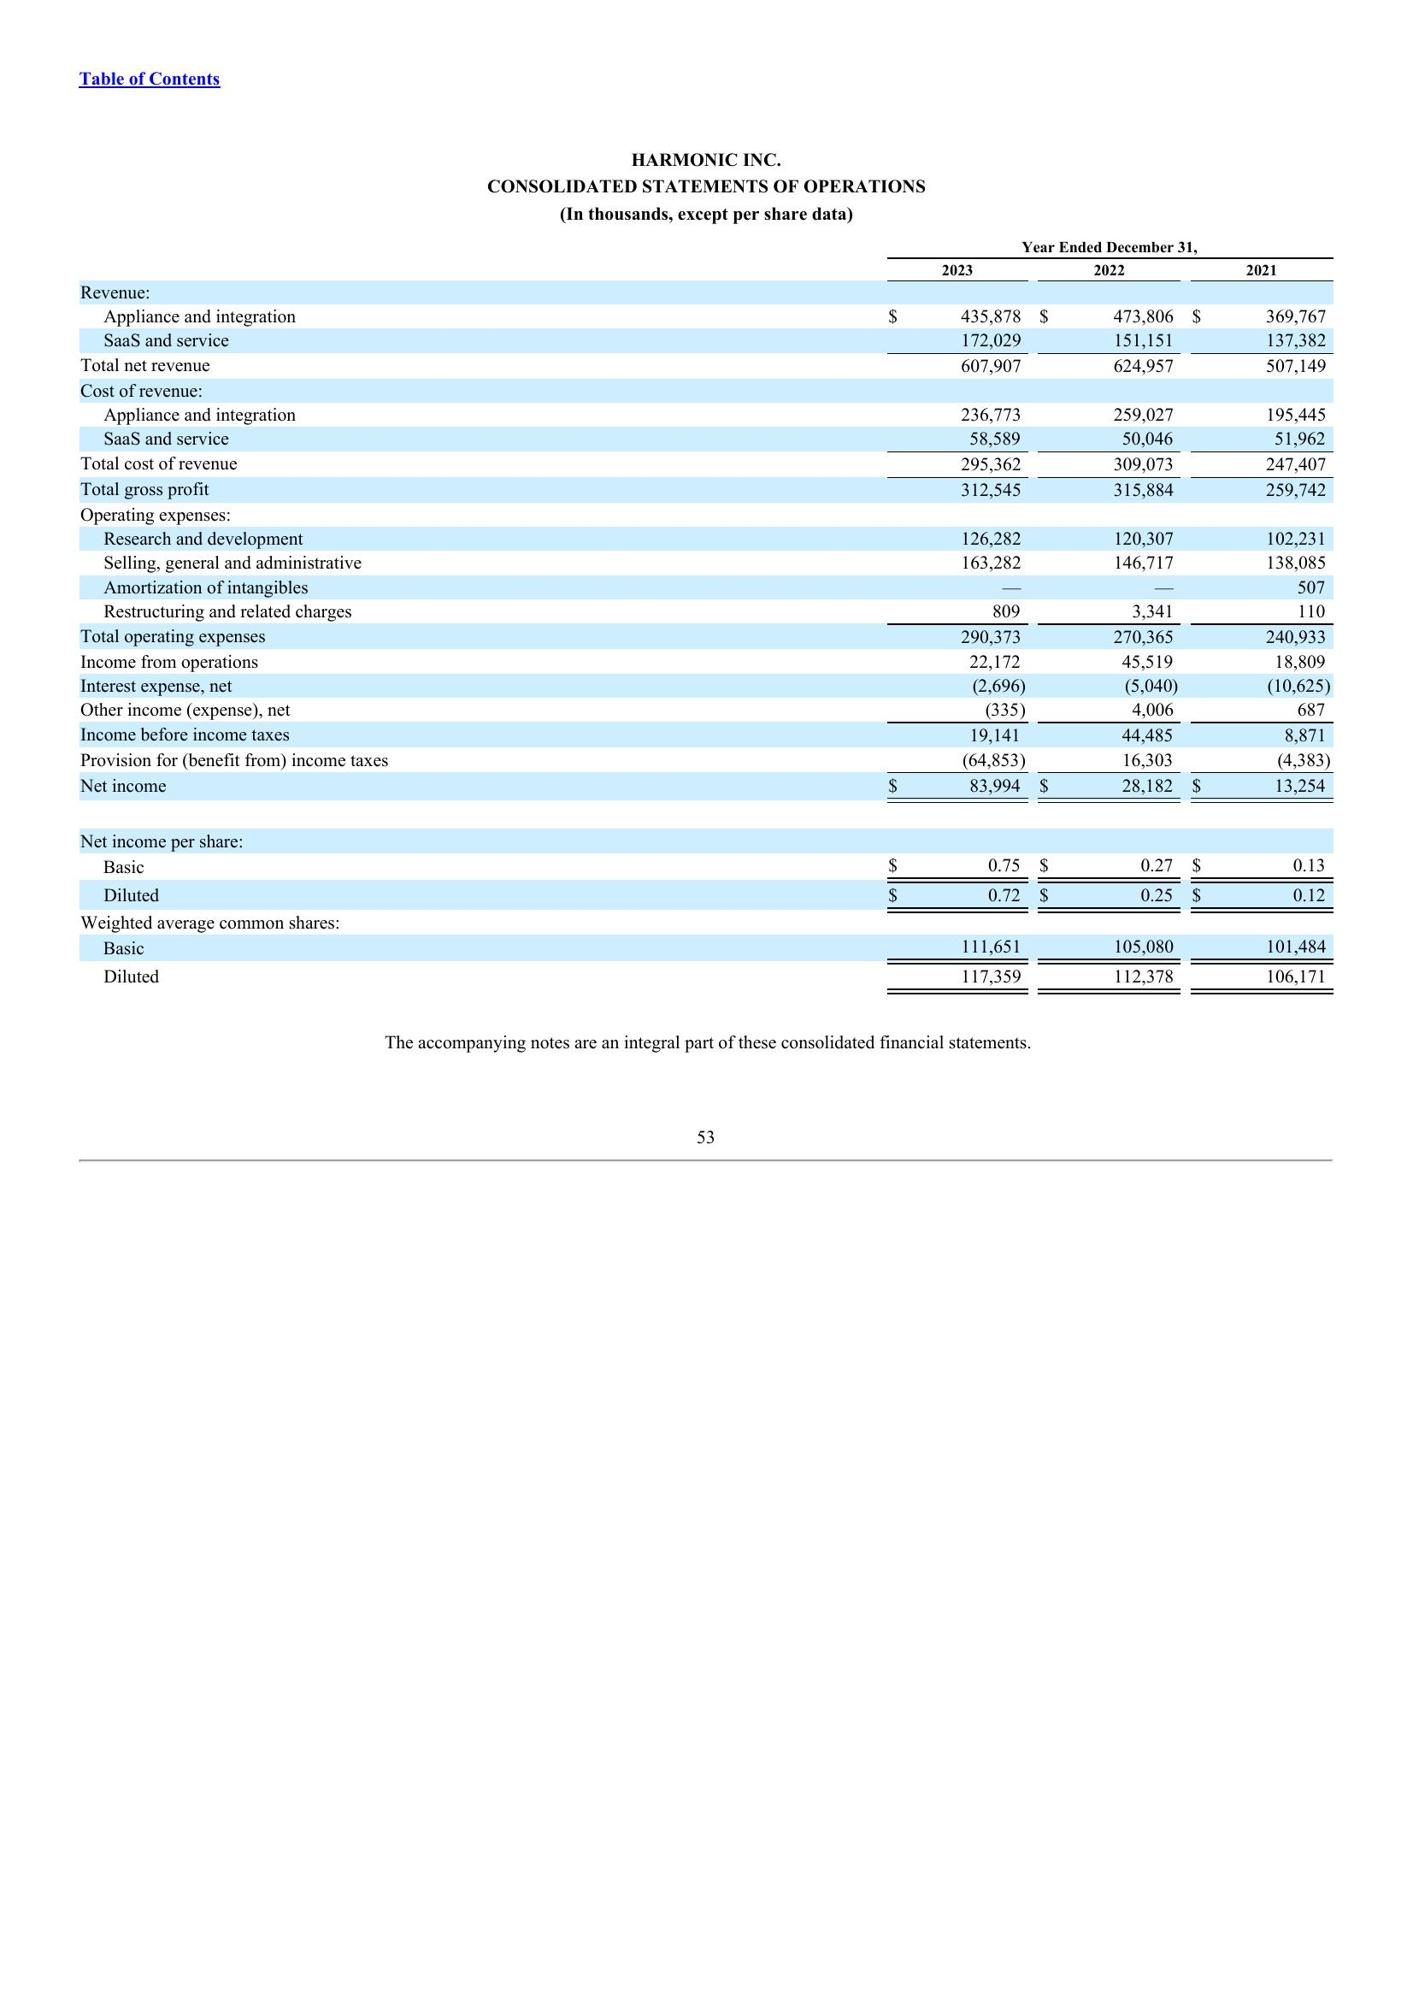 Table of Contents
HARMONIC INC.
CONSOLIDATED STATEMENTS OF OPERATIONS
(In thousands, except per share data)
Year Ended December 31,
2023 2022 2021
Revenue:
Appliance and integration $ 435,878 $ 473,806 $ 369,767
SaaS and service 172,029 151,151 137,382
Total net revenue 607,907 624,957 507,149
Cost of revenue:
Appliance and integration 236,773 259,027 195,445
SaaS and service 58,589 50,046 51,962
Total cost of revenue 295,362 309,073 247,407
Total gross profit 312,545 315,884 259,742
Operating expenses:
Research and development 126,282 120,307 102,231
Selling, general and administrative 163,282 146,717 138,085
Amortization of intangibles — — 507
Restructuring and related charges 809 3,341 110
Total operating expenses 290,373 270,365 240,933
Income from operations 22,172 45,519 18,809
Interest expense, net (2,696) (5,040) (10,625)
Other income (expense), net (335) 4,006 687
Income before income taxes 19,141 44,485 8,871
Provision for (benefit from) income taxes (64,853) 16,303 (4,383)
Net income $ 83,994 $ 28,182 $ 13,254
Net income per share:
Basic $ 0.75 $ 0.27 $ 0.13
Diluted $ 0.72 $ 0.25 $ 0.12
Weighted average common shares:
Basic 111,651 105,080 101,484
Diluted 117,359 112,378 106,171
The accompanying notes are an integral part of these consolidated financial statements.
53